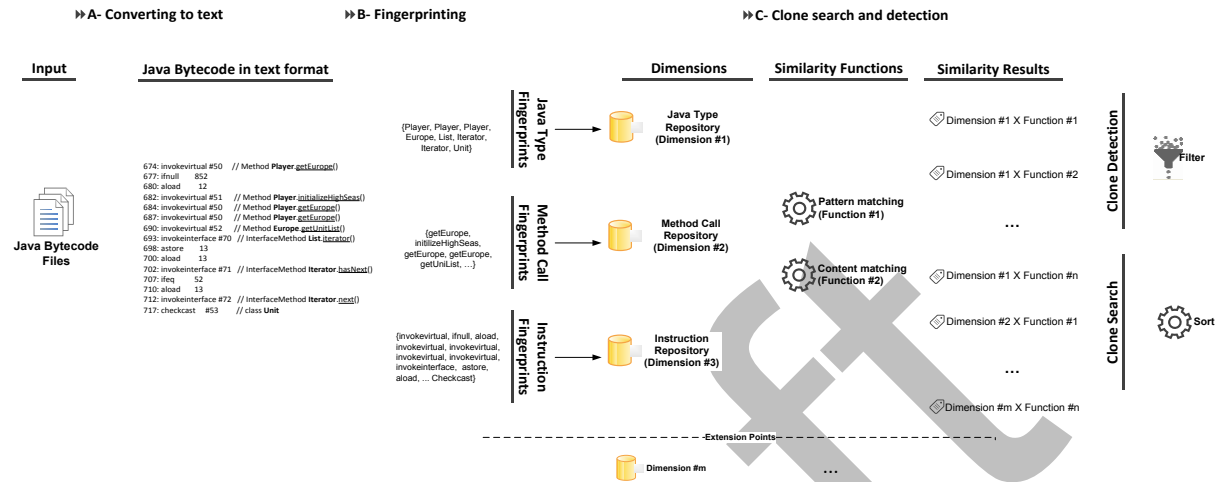 A- Converting to text
B- Fingerprinting
C- Clone search and detection
Input
Java Bytecode in text format
Dimensions
Similarity Functions
Similarity Results
Java Bytecode
Files
674: invokevirtual #50 // Method Player.getEurope()
677: ifnull 852
680: aload 12
682: invokevirtual #51 // Method Player.initializeHighSeas()
684: invokevirtual #50 // Method Player.getEurope()
687: invokevirtual #50 // Method Player.getEurope()
690: invokevirtual #52 // Method Europe.getUnitList()
693: invokeinterface #70 // InterfaceMethod List.iterator()
698: astore 13
700: aload 13
702: invokeinterface #71 // InterfaceMethod Iterator.hasNext()
707: ifeq 52
710: aload 13
712: invokeinterface #72 // InterfaceMethod Iterator.next()
717: checkcast #53 // class Unit
{Player, Player, Player,
Europe, List, Iterator,
Iterator, Unit}
Java Type
Fingerprints
{getEurope,
initilizeHighSeas,
getEurope, getEurope,
getUniList, ...}
Method Call
Fingerprints
{invokevirtual, ifnull, aload,
invokevirtual, invokevirtual,
invokevirtual, invokevirtual,
invokeinterface, astore,
aload, ... Checkcast}
Instruction
Fingerprints
Java Type
Repository
(Dimension #1)
Method Call
Repository
(Dimension #2)
Instruction
Repository
(Dimension #3)
Pattern matching
(Function #1)
Content matching
(Function #2)
Dimension #1 X Function #1
Dimension #1 X Function #2
...
Dimension #1 X Function #n
Dimension #2 X Function #1
...
Dimension #m X Function #n
Clone Detection
Filter
Clone Search
Sort
Extension Points
Dimension #m
...
ft